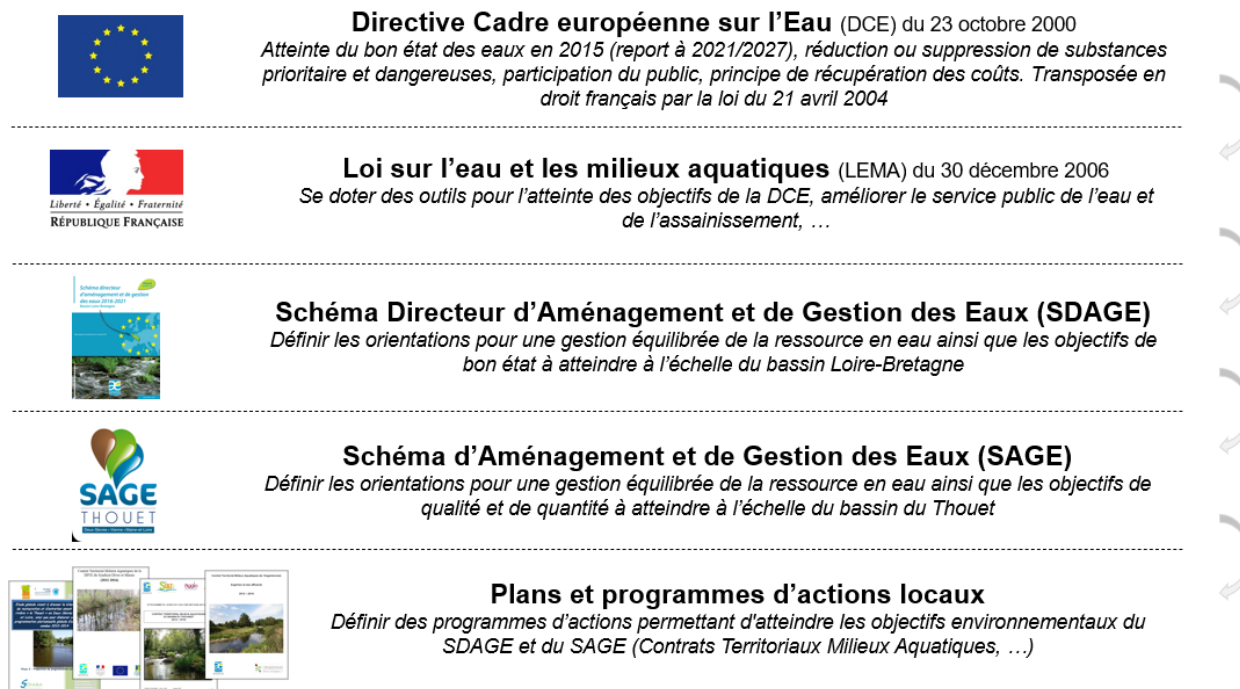 Directive Cadre européenne sur l'Eau (DCE) du 23 octobre 2000
Atteinte du bon état des eaux en 2015 (report à 2021/2027), réduction ou suppression de substances
prioritaire et dangereuses, participation du public, principe de récupération des coûts. Transposée en
droit français par la loi du 21 avril 2004
Liberté • Égalité • Fraternité
RÉPUBLIQUE FRANÇAISE
Loi sur l'eau et les milieux aquatiques (LEMA) du 30 décembre 2006
Se doter des outils pour l'atteinte des objectifs de la DCE, améliorer le service public de l'eau et
de l'assainissement, …
Schéma directeur
d'aménagement et de gestion
des eaux 2016-2021
Schéma Directeur d'Aménagement et de Gestion des Eaux (SDAGE)
Définir les orientations pour une gestion équilibrée de la ressource en eau ainsi que les objectifs de
bon état à atteindre à l'échelle du bassin Loire-Bretagne
SAGE
THOUET
Schéma d'Aménagement et de Gestion des Eaux (SAGE)
Définir les orientations pour une gestion équilibrée de la ressource en eau ainsi que les objectifs de
qualité et de quantité à atteindre à l'échelle du bassin du Thouet
Plans et programmes d'actions locaux
Définir des programmes d'actions permettant d'atteindre les objectifs environnementaux du
SDAGE et du SAGE (Contrats Territoriaux Milieux Aquatiques, …)